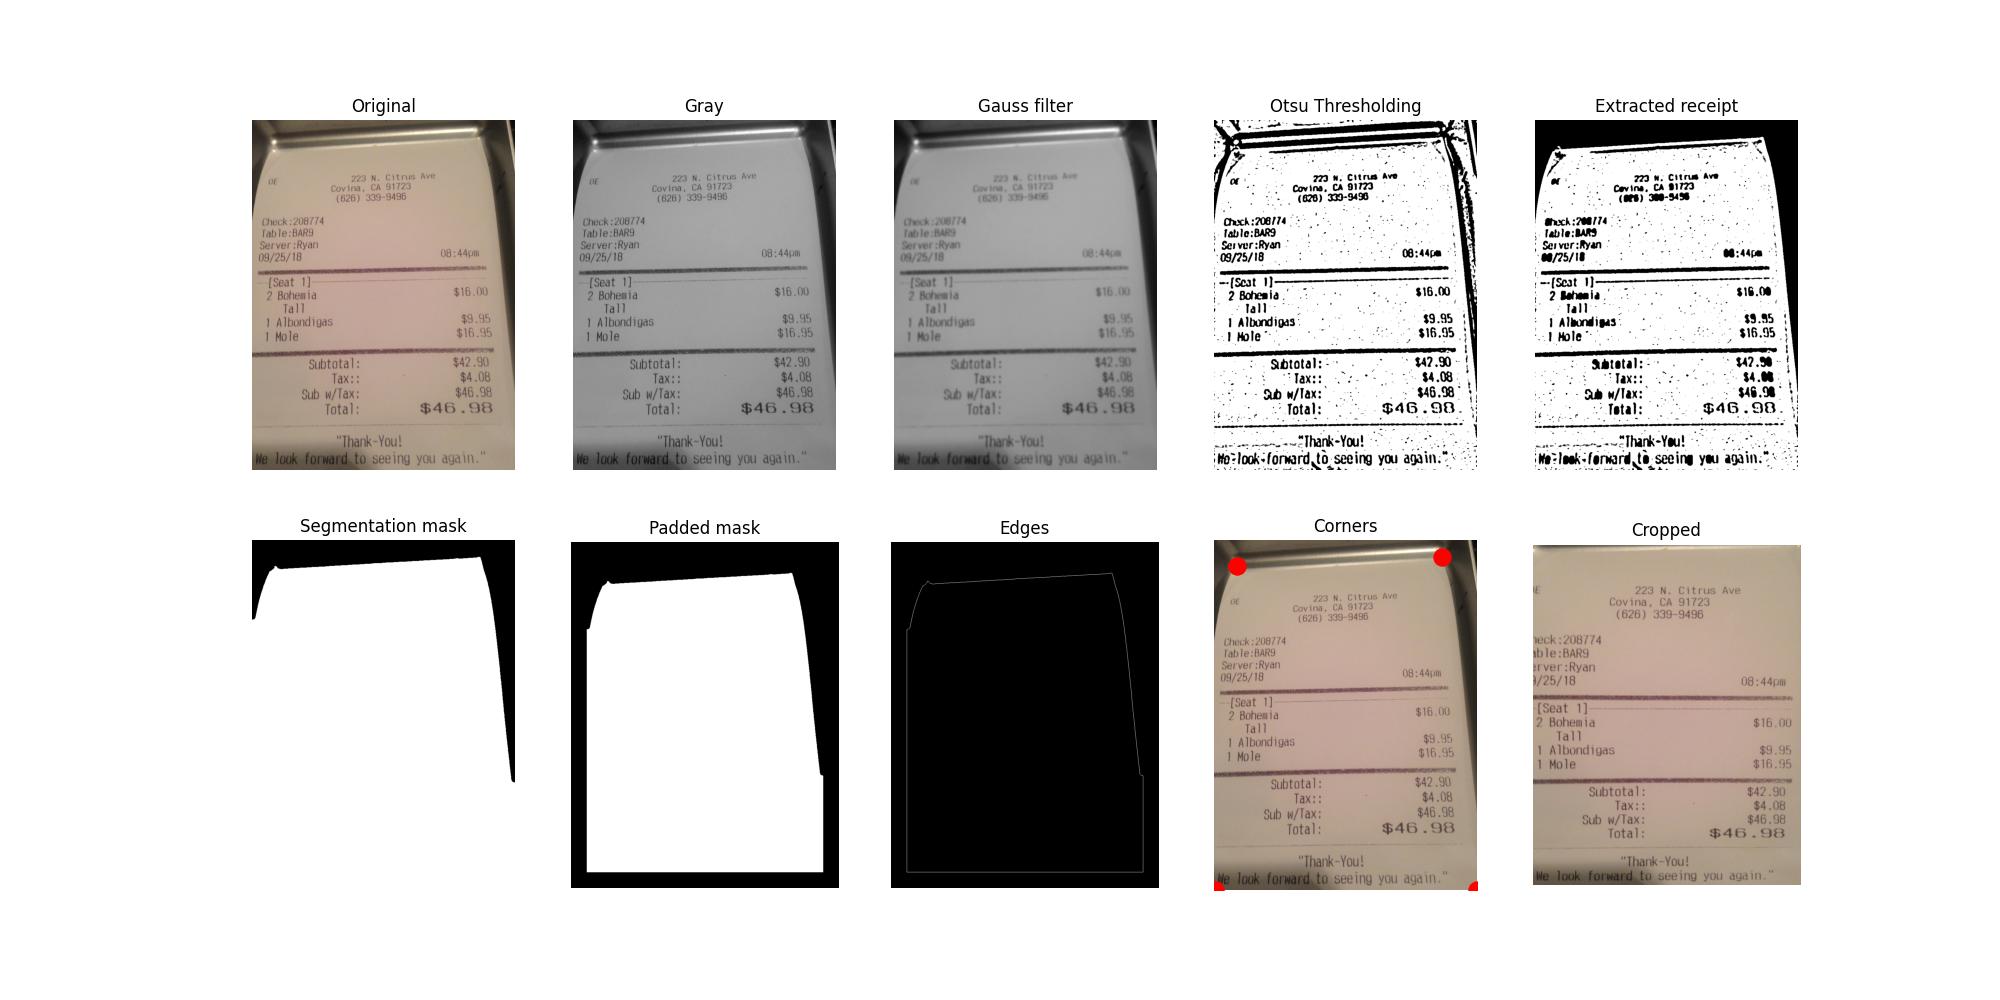 Original
OE
223 N. Citrus Ave
Covina, CA 91723
(626) 339-9496
Check:208774
Table:BAR9
Server:Ryan
09/25/18 08:44pm
[Seat 1]
2 Bohemia $16.00
Tall
1 Albondigas $9.95
1 Mole $16.95
Subtotal: $42.90
Tax:: $4.08
Sub w/Tax: $46.98
Total: $46.98
"Thank-You!
We look forward to seeing you again."
Gray
OE
223 N. Citrus Ave
Covina, CA 91723
(626) 339-9496
Check:208774
Table:BAR9
Server:Ryan
09/25/18 08:44pm
[Seat 1]
2 Bohemia $16.00
Tall
1 Albondigas $9.95
1 Mole $16.95
Subtotal: $42.90
Tax:: $4.08
Sub w/Tax: $46.98
Total: $46.98
"Thank-You!
We look forward to seeing you again."
Gauss filter
OE
223 N. Citrus Ave
Covina, CA 91723
(626) 339-9496
Check:208774
Table:BAR9
Server:Ryan
09/25/18 08:44pm
[Seat 1]
2 Bohemia $16.00
Tall
1 Albondigas $9.95
1 Mole $16.95
Subtotal: $42.90
Tax:: $4.08
Sub w/Tax: $46.98
Total: $46.98
"Thank-You!
We look forward to seeing you again."
Otsu Thresholding
OE
223 N. Citrus Ave
Covina, CA 91723
(626) 339-9496
Check:208774
Table:BAR9
Server:Ryan
09/25/18 08:44pm
[Seat 1]
2 Bohemia $16.00
Tall
1 Albondigas $9.95
1 Mole $16.95
Subtotal: $42.90
Tax:: $4.08
Sub w/Tax: $46.98
Total: $46.98
"Thank-You!
We look forward to seeing you again."
Extracted receipt
OE
223 N. Citrus Ave
Covina, CA 91723
(626) 339-9496
Check:208774
Table:BAR9
Server:Ryan
09/25/18 08:44pm
[Seat 1]
2 Bohemia $16.00
Tall
1 Albondigas $9.95
1 Mole $16.95
Subtotal: $42.90
Tax:: $4.08
Sub w/Tax: $46.98
Total: $46.98
"Thank-You!
We look forward to seeing you again."
Segmentation mask
Padded mask
Edges
Corners
OE
223 N. Citrus Ave
Covina, CA 91723
(626) 339-9496
Check:208774
Table:BAR9
Server:Ryan
09/25/18 08:44pm
[Seat 1]
2 Bohemia $16.00
Tall
1 Albondigas $9.95
1 Mole $16.95
Subtotal: $42.90
Tax:: $4.08
Sub w/Tax: $46.98
Total: $46.98
"Thank-You!
We look forward to seeing you again."
Cropped
E
223 N. Citrus Ave
Covina, CA 91723
(626) 339-9496
heck:208774
able:BAR9
erver:Ryan
9/25/18 08:44pm
[Seat 1]
2 Bohemia $16.00
Tall
1 Albondigas $9.95
1 Mole $16.95
Subtotal: $42.90
Tax:: $4.08
Sub w/Tax: $46.98
Total: $46.98
"Thank-You!
We look forward to seeing you again."